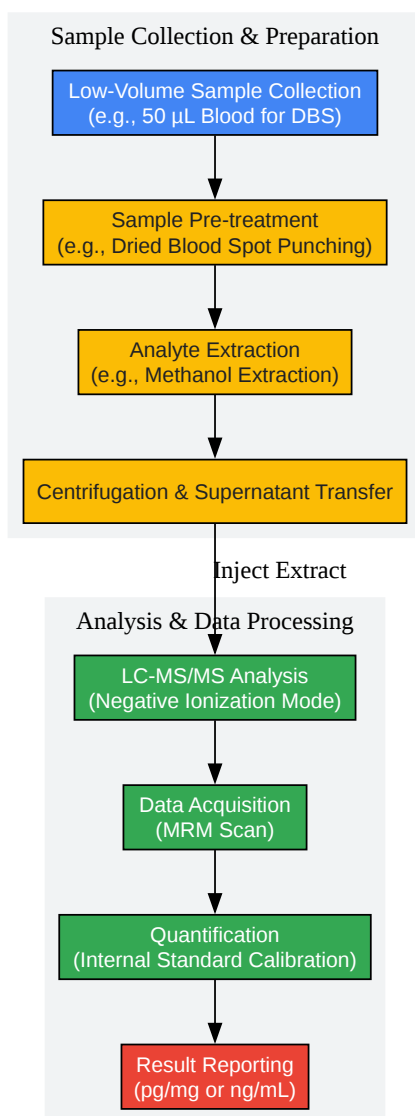 Sample Collection & Preparation
Low-Volume Sample Collection
(e.g., 50 µL Blood for DBS)
Sample Pre-treatment
(e.g., Dried Blood Spot Punching)
Analyte Extraction
(e.g., Methanol Extraction)
Centrifugation & Supernatant Transfer
Inject Extract
Analysis & Data Processing
LC-MS/MS Analysis
(Negative Ionization Mode)
Data Acquisition
(MRM Scan)
Quantification
(Internal Standard Calibration)
Result Reporting
(pg/mg or ng/mL)